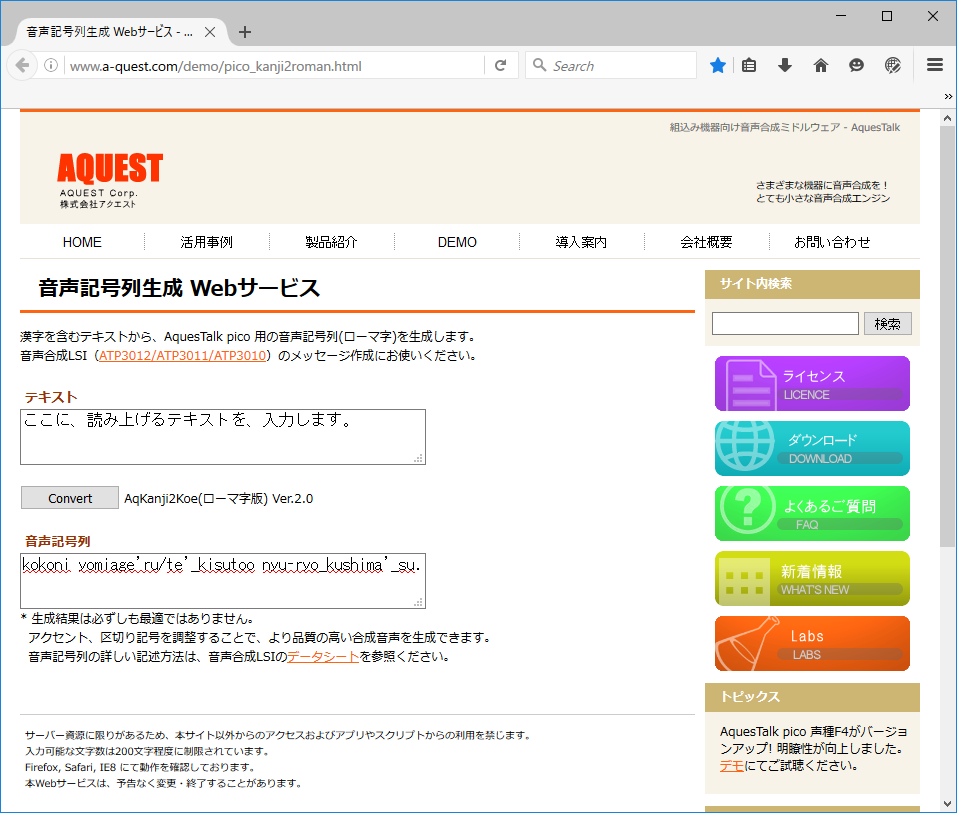 音声記号列生成 Webサービス - ...
www.a-quest.com/demo/pico_kanji2roman.html
Search
組込み機器向け音声合成ミドルウェア - AquesTalk
AQUEST
AQUEST Corp.
株式会社アクエスト
さまざまな機器に音声合成を！
とても小さな音声合成エンジン
HOME
活用事例
製品紹介
DEMO
導入案内
会社概要
お問い合わせ
音声記号列生成 Webサービス
漢字を含むテキストから、AquesTalk pico 用の音声記号列(ローマ字)を生成します。
音声合成LSI（ATP3012/ATP3011/ATP3010）のメッセージ作成にお使いください。
テキスト
ここに、読み上げるテキストを、入力します。
Convert AqKanji2Koe(ローマ字版) Ver.2.0
音声記号列
kokoni yomiage'ru/te'_kisutoo nyu-ryo_kushima'_su.
* 生成結果は必ずしも最適ではありません。
アクセント、区切り記号を調整することで、より品質の高い合成音声を生成できます。
音声記号列の詳しい記述方法は、音声合成LSIのデータシートを参照ください。
サーバー資源に限りがあるため、本サイト以外からのアクセスおよびアプリやスクリプトからの利用を禁じます。
入力可能な文字数は200文字程度に制限されています。
Firefox, Safari, IE8 にて動作を確認しております。
本Webサービスは、予告なく変更・終了することがあります。
サイト内検索
検索
ライセンス
LICENCE
ダウンロード
DOWNLOAD
よくあるご質問
FAQ
新着情報
WHAT'S NEW
Labs
LABS
トピックス
AquesTalk pico 声種F4がバージョ
ンアップ! 明瞭性が向上しました。
デモにてご試聴ください。